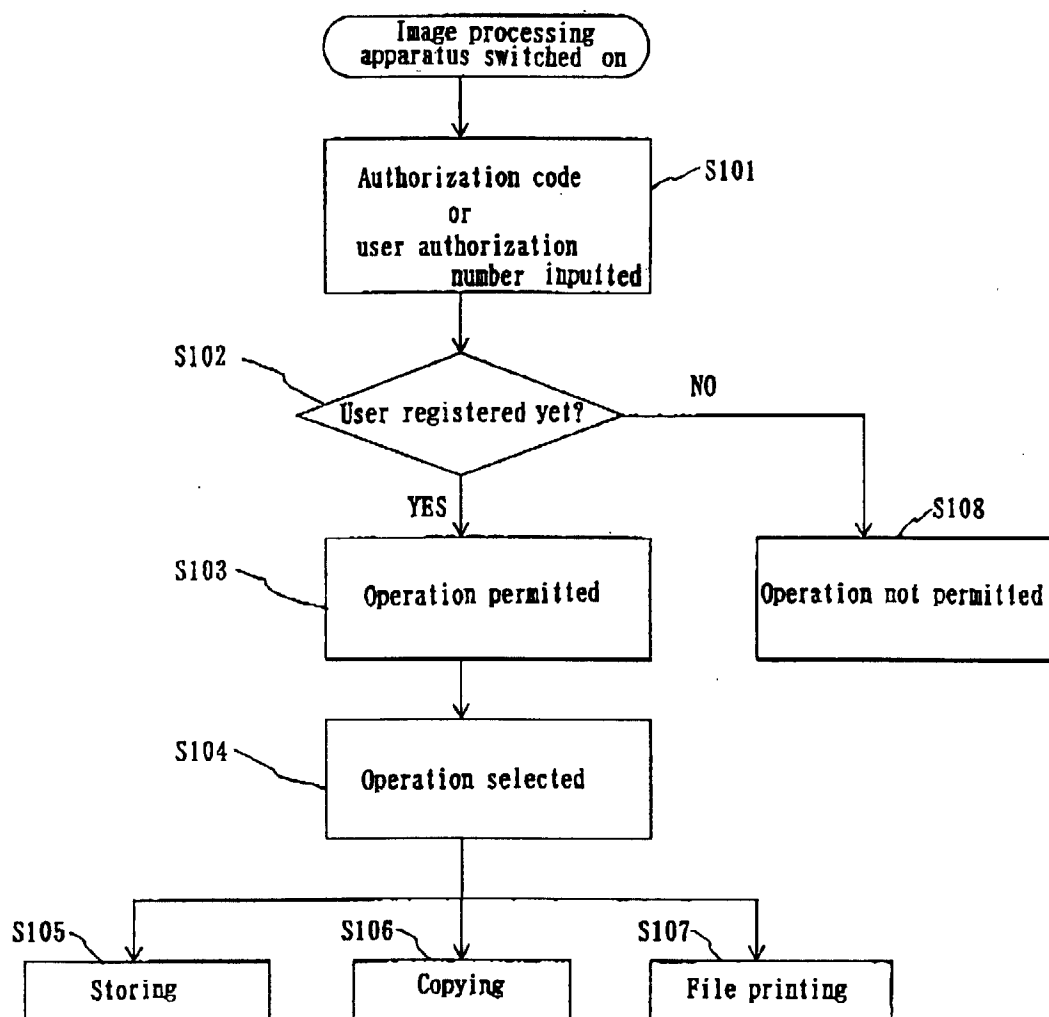 Image processing
apparatus switched on
Authorization code
S101
or
user authorization
number inputted
S102
NO
User registered yet?
YES
S108
S103
Operation permitted
Operation not permitted
S104
Operation selected
S105
S106
S107
Storing
Copying
File printing